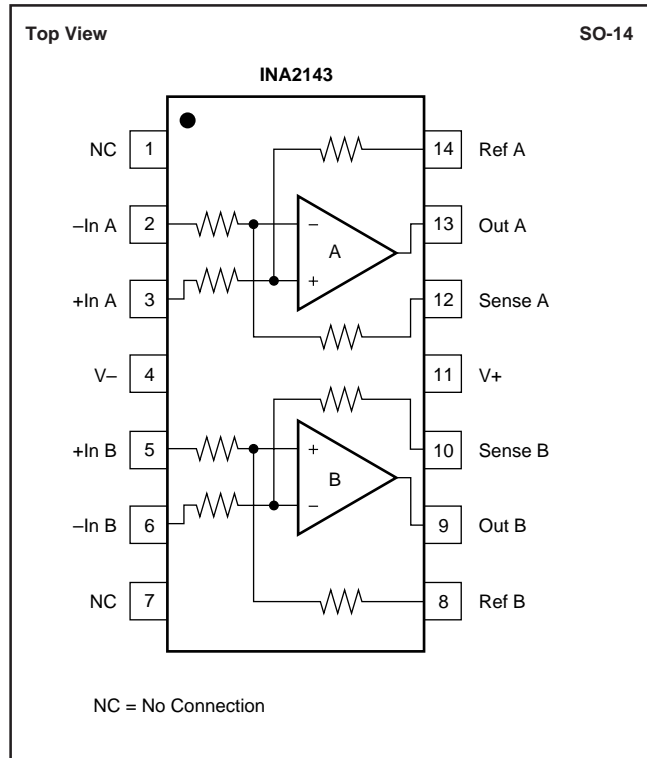 Top View SO-14
INA2143
NC 1 14 Ref A
–In A 2 13 Out A
– A +
+In A 3 12 Sense A
V– 4 11 V+
+In B 5 10 Sense B
+ B –
–In B 6 9 Out B
NC 7 8 Ref B
NC = No Connection